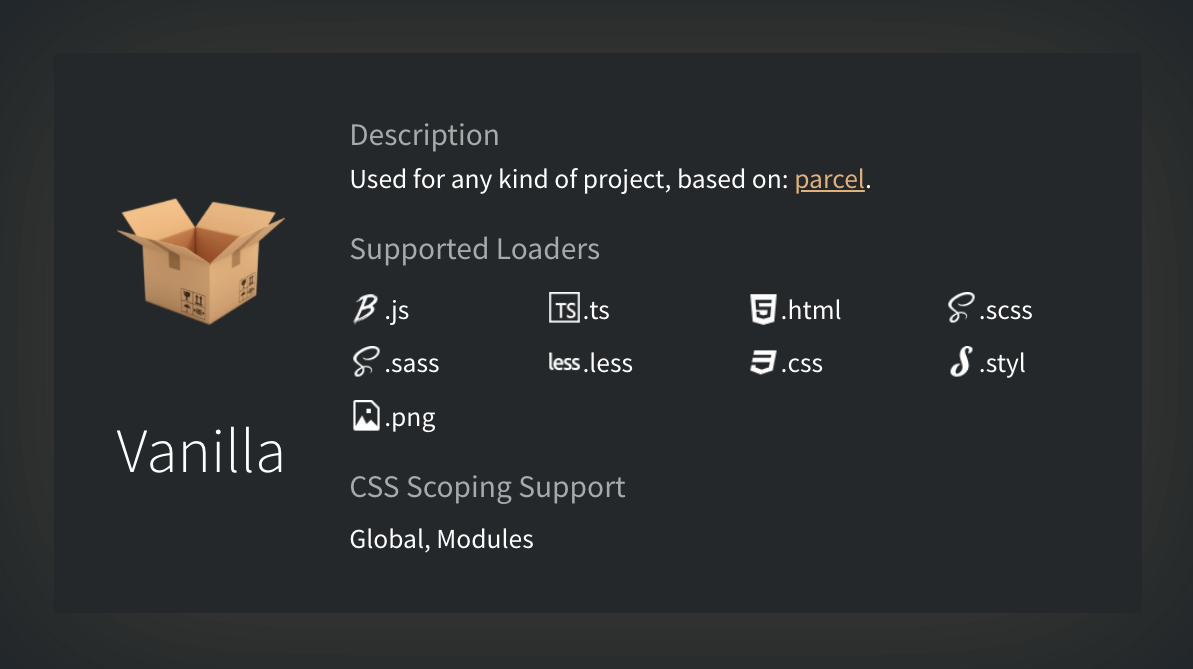 Description
Used for any kind of project, based on: parcel.
Supported Loaders
.js TS .ts .html .scss
.sass less .less .css .styl
.png
CSS Scoping Support
Global, Modules
Vanilla